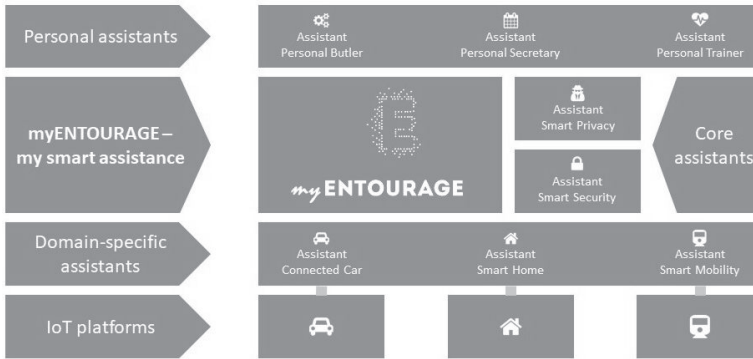 Personal assistants
Assistant
Personal Butler
Assistant
Personal Secretary
Assistant
Personal Trainer
myENTOURAGE –
my smart assistance
my ENTOURAGE
Assistant
Smart Privacy
Assistant
Smart Security
Core
assistants
Domain-specific
assistants
Assistant
Connected Car
Assistant
Smart Home
Assistant
Smart Mobility
IoT platforms